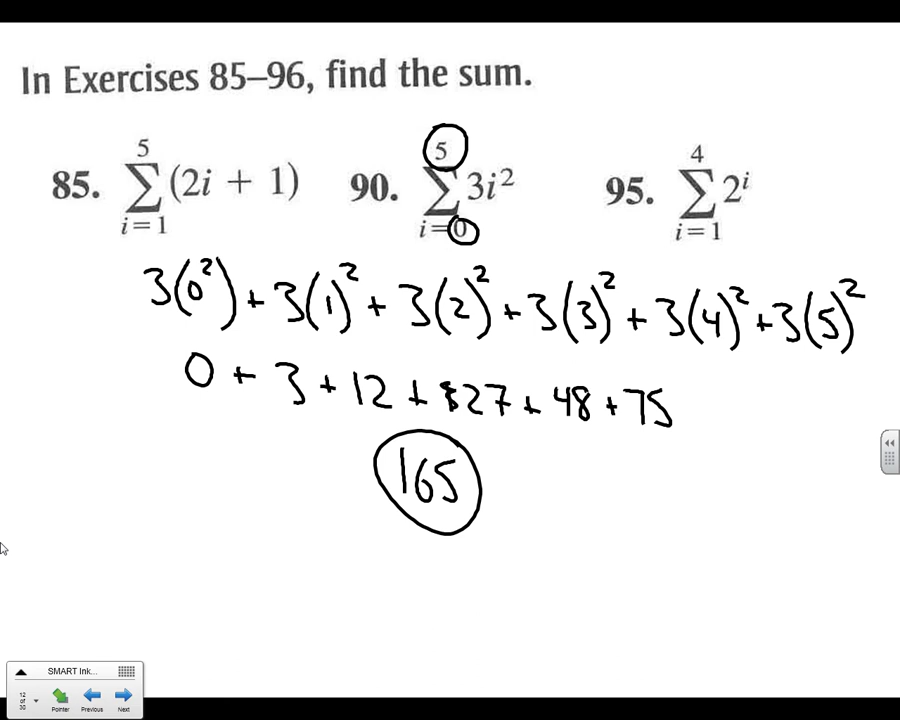 In Exercises 85–96, find the sum.
85. 5 ∑ i=1 (2i + 1) 90. 5 ∑ i=0 3i² 95. 4 ∑ i=1 2ⁱ
3(0²) + 3(1)² + 3(2)² + 3(3)² + 3(4)² + 3(5)²
0 + 3 + 12 + 27 + 48 + 75
165
SMART Ink...
12 of 30
Pointer Previous Next